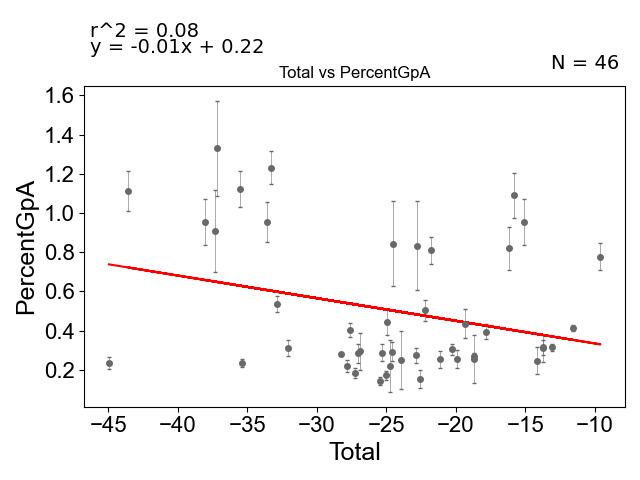 r^2 = 0.08
y = -0.01x + 0.22
N = 46
Total vs PercentGpA
PercentGpA
1.6
1.4
1.2
1.0
0.8
0.6
0.4
0.2
−45 −40 −35 −30 −25 −20 −15 −10
Total